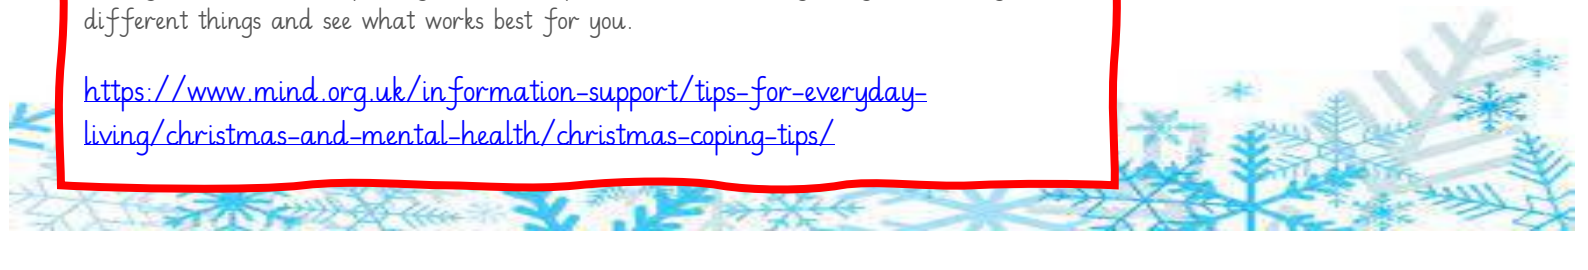 different things and see what works best for you.
https://www.mind.org.uk/information-support/tips-for-everyday-
living/christmas-and-mental-health/christmas-coping-tips/